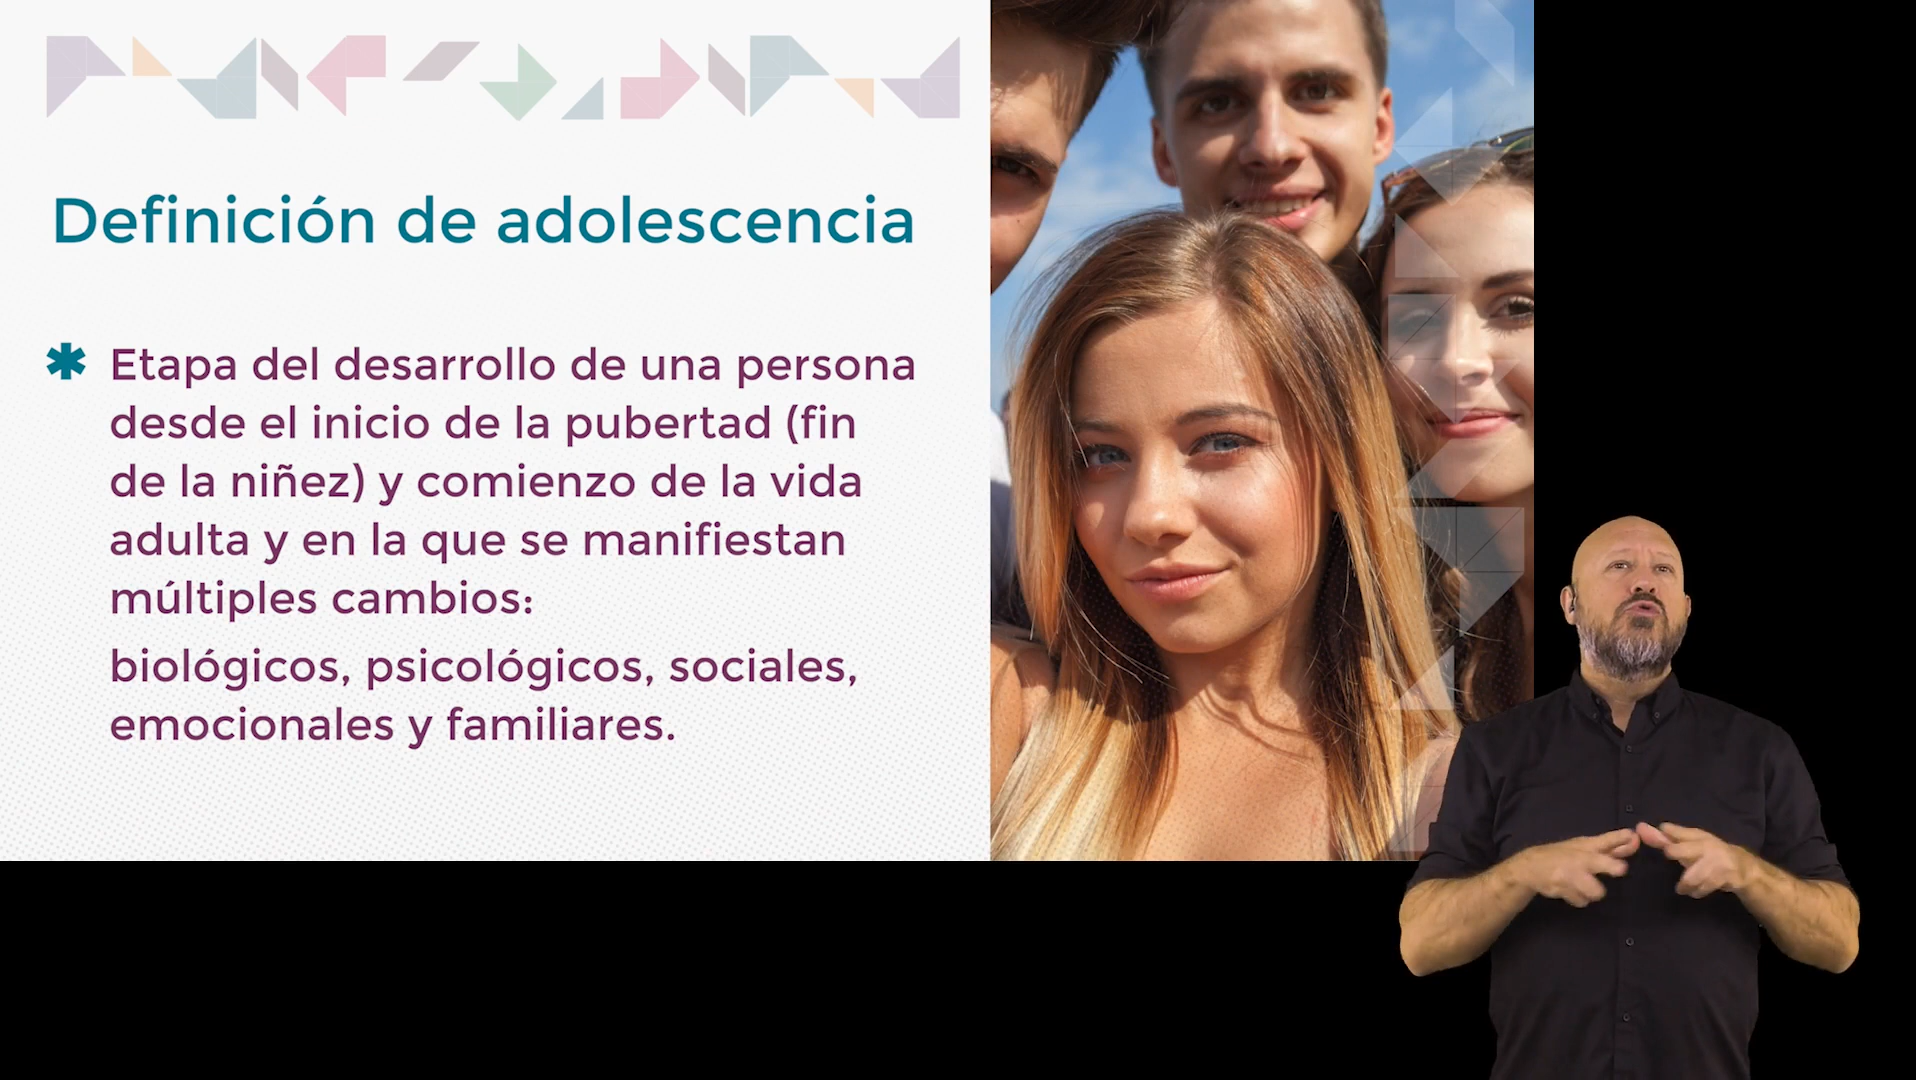 Definición de adolescencia
✱ Etapa del desarrollo de una persona
desde el inicio de la pubertad (fin
de la niñez) y comienzo de la vida
adulta y en la que se manifiestan
múltiples cambios:
biológicos, psicológicos, sociales,
emocionales y familiares.